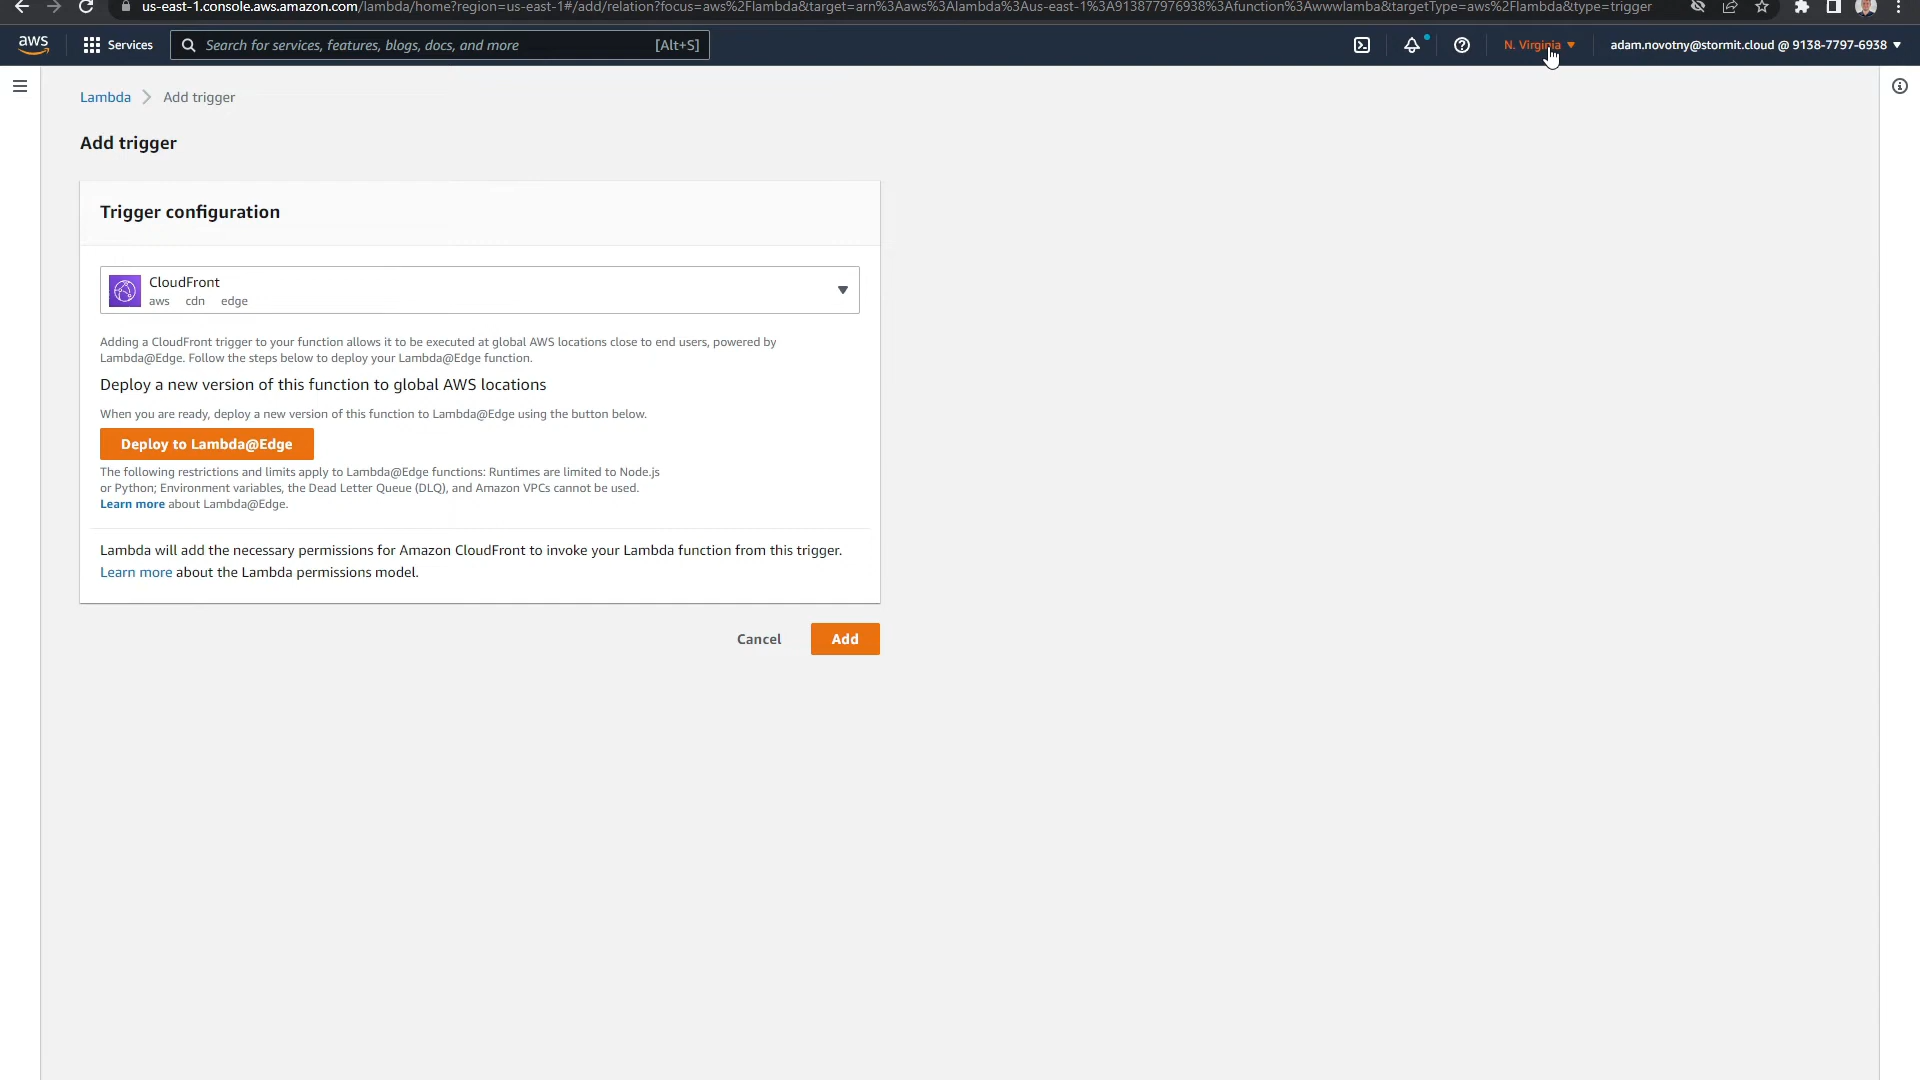 us-east-1.console.aws.amazon.com/lambda/home?region=us-east-1#/add/relation?focus=aws%2Flambda&target=arn%3Aaws%3Alambda%3Aus-east-1%3A913877976938%3Afunction%3Awwwlamba&targetType=aws%2Flambda&type=trigger
aws Services Search for services, features, blogs, docs, and more [Alt+S] N. Virginia adam.novotny@stormit.cloud @ 9138-7797-6938
Lambda Add trigger
Add trigger
Trigger configuration
CloudFront
aws cdn edge
Adding a CloudFront trigger to your function allows it to be executed at global AWS locations close to end users, powered by
Lambda@Edge. Follow the steps below to deploy your Lambda@Edge function.
Deploy a new version of this function to global AWS locations
When you are ready, deploy a new version of this function to Lambda@Edge using the button below.
Deploy to Lambda@Edge
The following restrictions and limits apply to Lambda@Edge functions: Runtimes are limited to Node.js
or Python; Environment variables, the Dead Letter Queue (DLQ), and Amazon VPCs cannot be used.
Learn more about Lambda@Edge.
Lambda will add the necessary permissions for Amazon CloudFront to invoke your Lambda function from this trigger.
Learn more about the Lambda permissions model.
Cancel Add